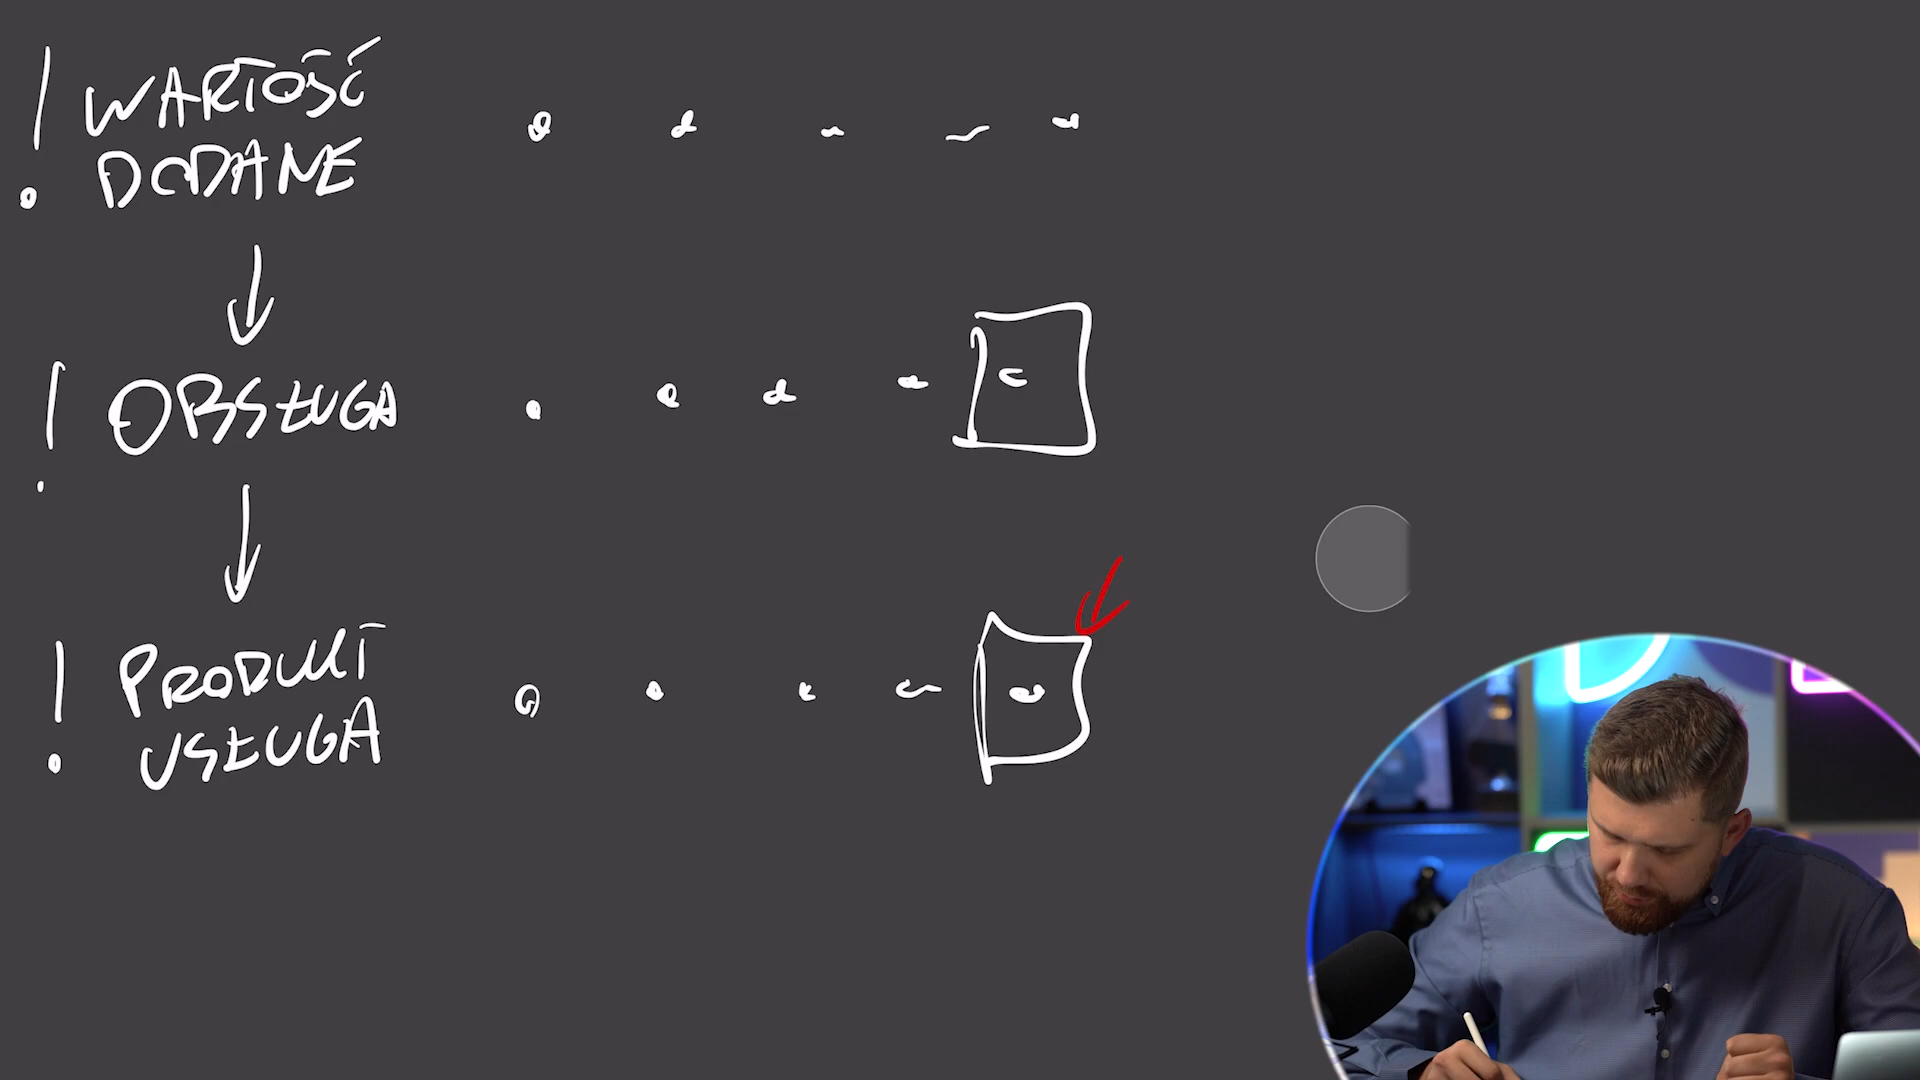 ! WARTOŚĆ
DODANE
! OBSŁUGA
! PRODUKT
USŁUGA